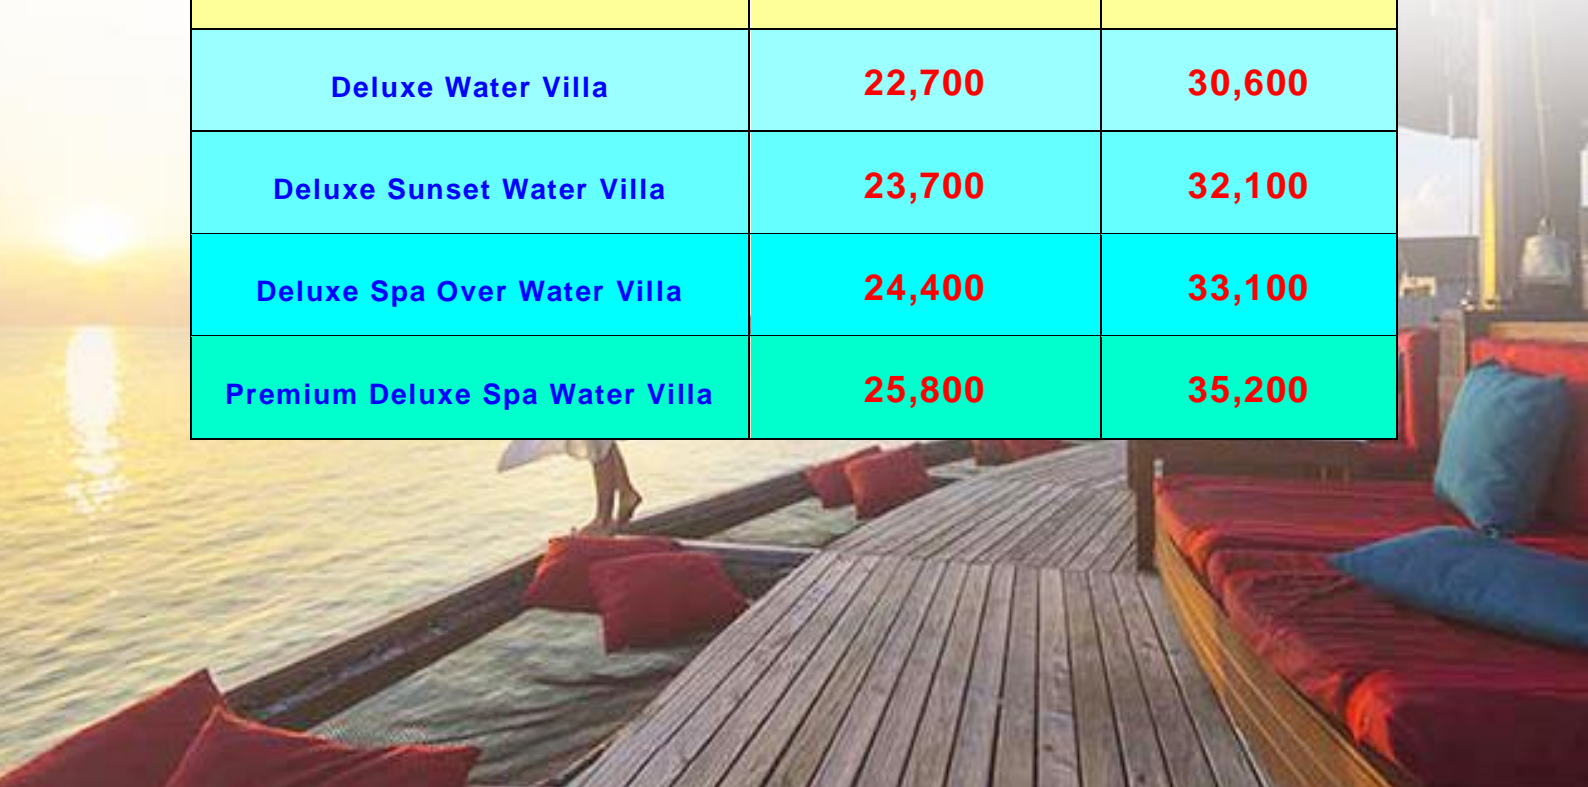 Deluxe Water Villa 22,700 30,600
Deluxe Sunset Water Villa 23,700 32,100
Deluxe Spa Over Water Villa 24,400 33,100
Premium Deluxe Spa Water Villa 25,800 35,200